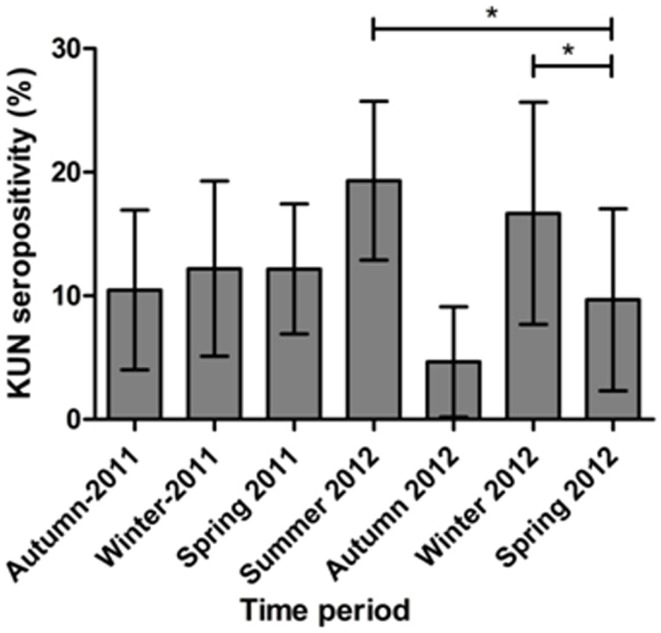 *
*
30
20
10
0
KUN seropositivity (%)
Autumn-2011
Winter-2011
Spring 2011
Summer 2012
Autumn 2012
Winter 2012
Spring 2012
Time period